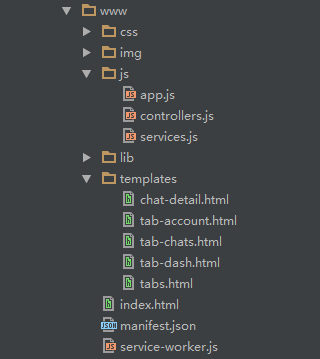 www
css
img
js
app.js
controllers.js
services.js
lib
templates
chat-detail.html
tab-account.html
tab-chats.html
tab-dash.html
tabs.html
index.html
manifest.json
service-worker.js